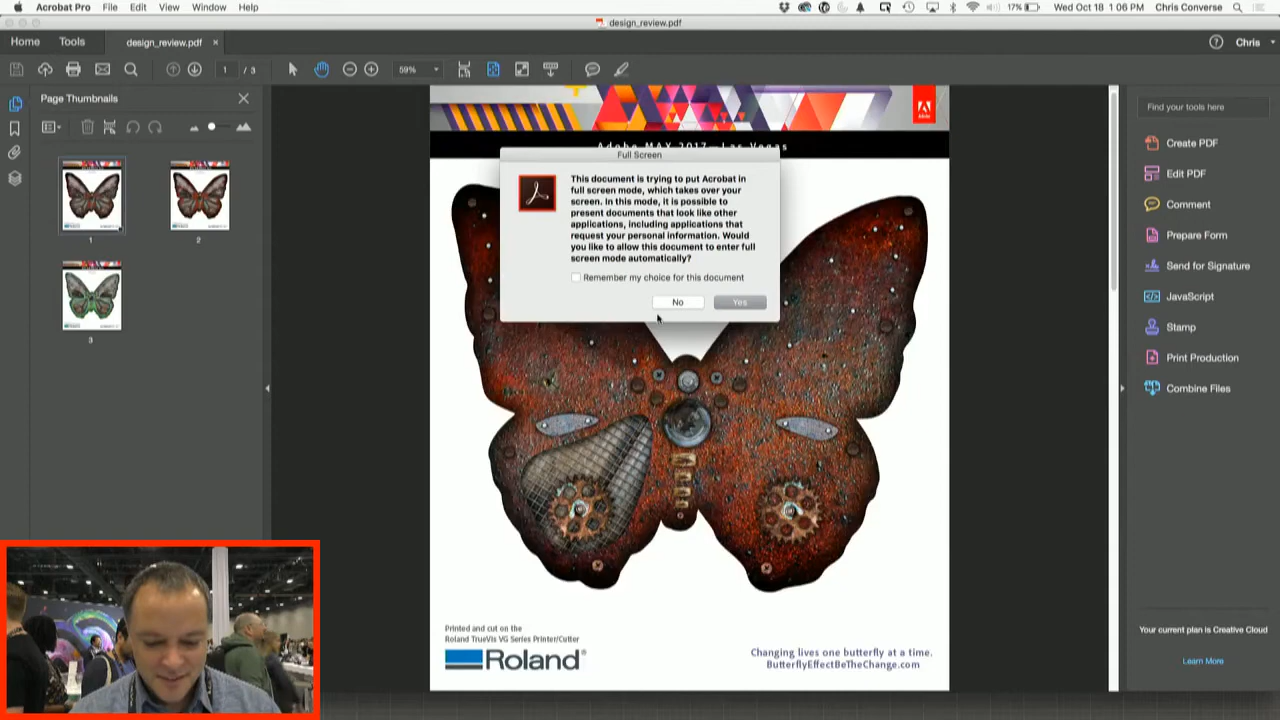 Acrobat Pro File Edit View Window Help
17% Wed Oct 18 1:06 PM Chris Converse
design_review.pdf
Home Tools design_review.pdf × Chris
1 / 3 59%
Page Thumbnails
1
2
3
Adobe
Adobe MAX 2017—Las Vegas
Full Screen
This document is trying to put Acrobat in
full screen mode, which takes over your
screen. In this mode, it is possible to
present documents that look like other
applications, including applications that
request your personal information. Would
you like to allow this document to enter full
screen mode automatically?
Remember my choice for this document
No Yes
Printed and cut on the
Roland TrueVis VG Series Printer/Cutter
Roland®
Changing lives one butterfly at a time.
ButterflyEffectBeTheChange.com
Find your tools here
Create PDF
Edit PDF
Comment
Prepare Form
Send for Signature
JavaScript
Stamp
Print Production
Combine Files
Your current plan is Creative Cloud
Learn More